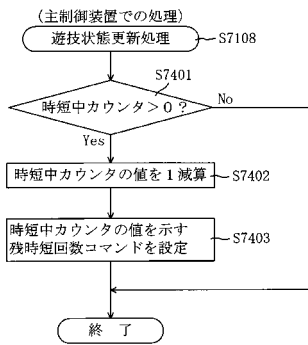 (主制御装置での処理)
遊技状態更新処理
S7108
S7401
時短中カウンタ>0?
No
Yes
時短中カウンタの値を1減算
S7402
時短中カウンタの値を示す
残時短回数コマンドを設定
S7403
終 了